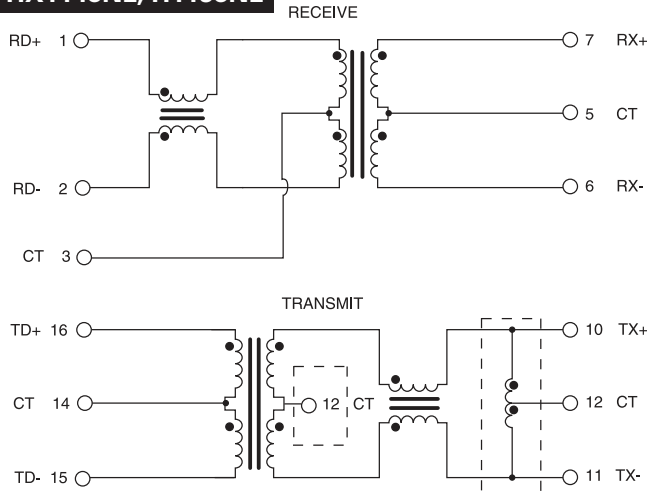 RECEIVE
RD+ 1
7 RX+
5 CT
RD- 2
6 RX-
CT 3
TRANSMIT
TD+ 16
10 TX+
CT 14
12 CT
12 CT
TD- 15
11 TX-